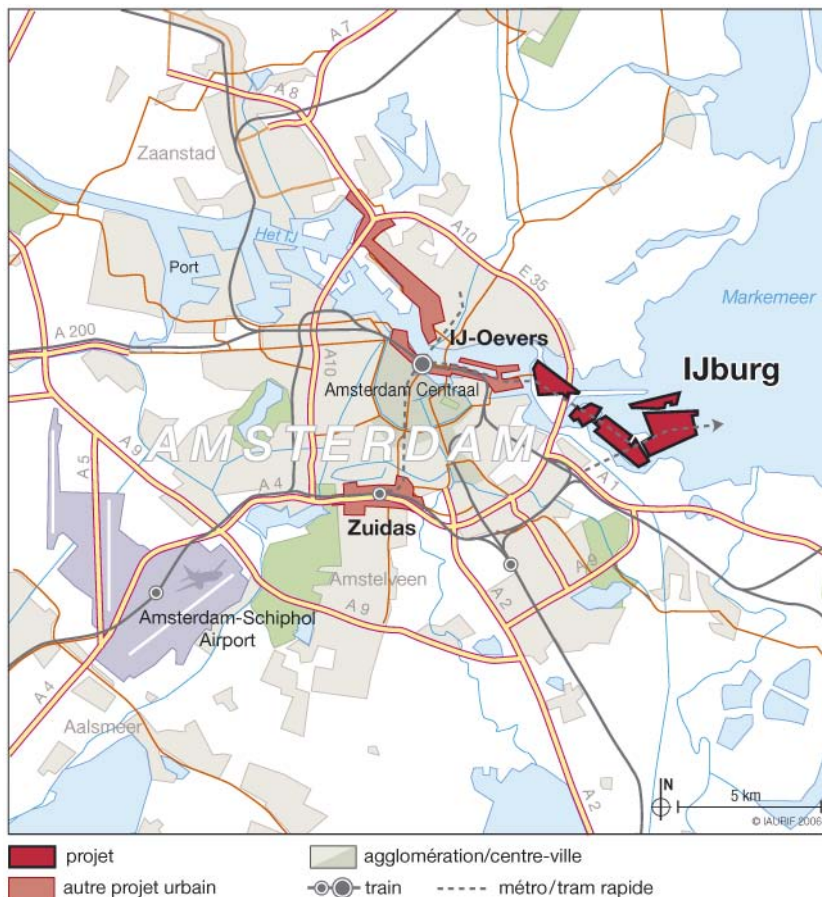 A 7
A 8
Zaanstad
Het IJ
A10
E 35
Port
Markermeer
IJ-Oevers
A 200
A10
IJburg
Amsterdam Centraal
AMSTERDAM
A 9
A 5
A 4
A 1
Zuidas
A 9
Amstelveen
A 2
Amsterdam-Schiphol
Airport
A 9
A 4
Aalsmeer
A 2
N
5 km
© IAURIF 2006
projet
agglomération/centre-ville
autre projet urbain
train
métro/tram rapide